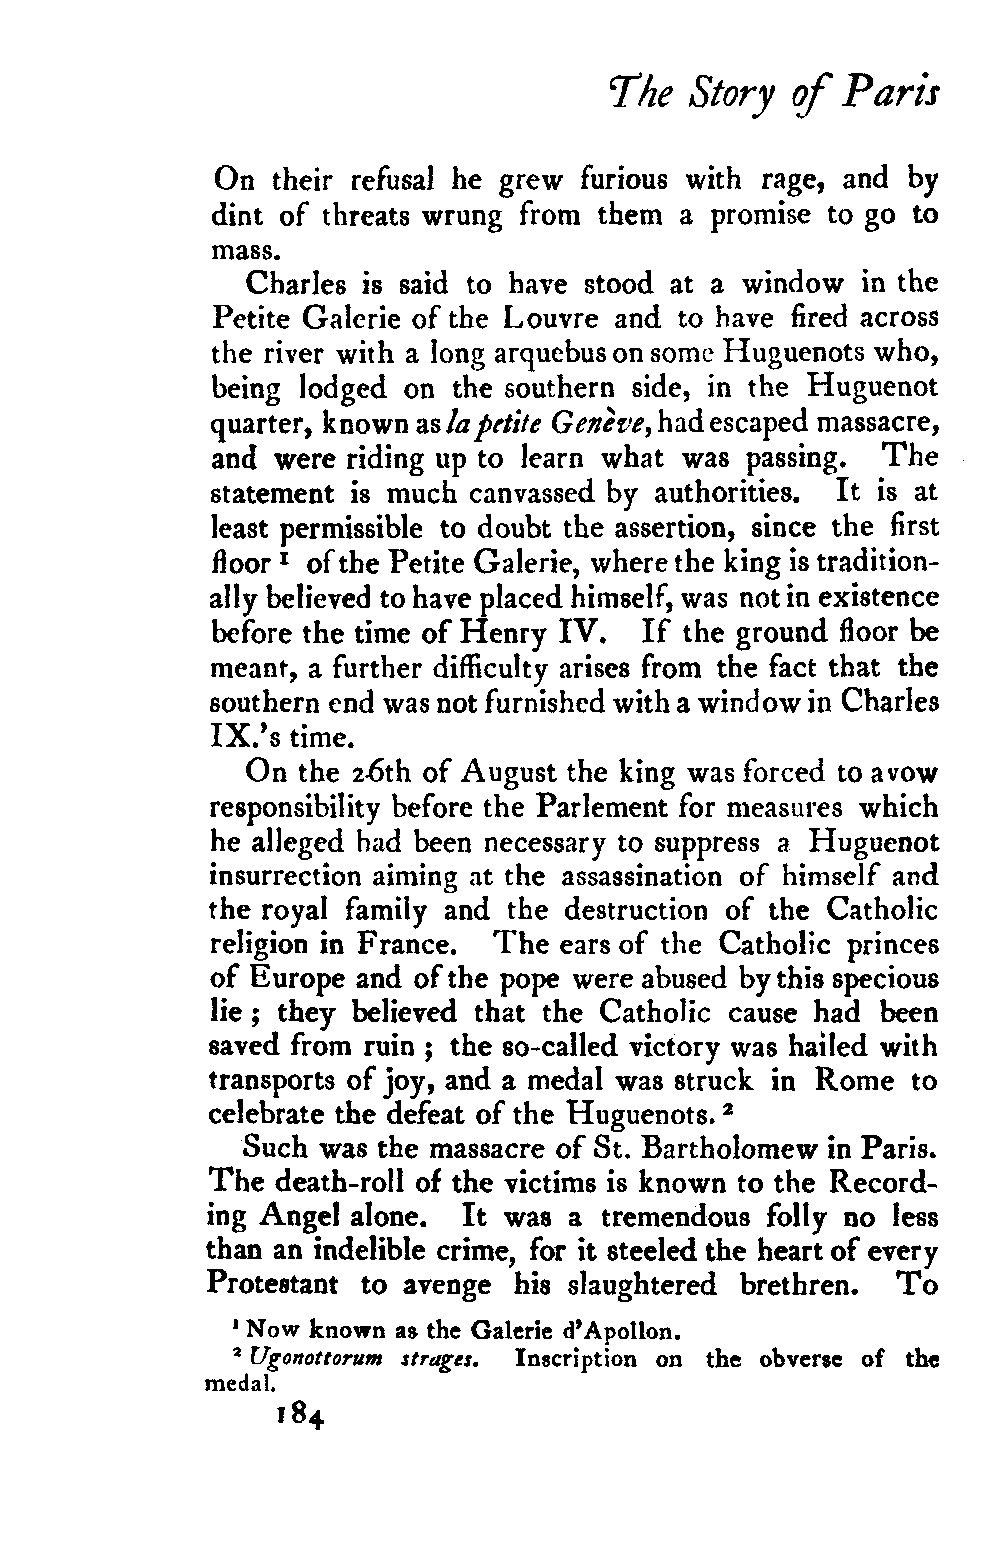 The Story of Paris
On their refusal he grew furious with rage, and by
dint of threats wrung from them a promise to go to
mass.
Charles is said to have stood at a window in the
Petite Galerie of the Louvre and to have fired across
the river with a long arquebus on some Huguenots who,
being lodged on the southern side, in the Huguenot
quarter, known as la petite Genève, had escaped massacre,
and were riding up to learn what was passing. The
statement is much canvassed by authorities. It is at
least permissible to doubt the assertion, since the first
floor ¹ of the Petite Galerie, where the king is tradition-
ally believed to have placed himself, was not in existence
before the time of Henry IV. If the ground floor be
meant, a further difficulty arises from the fact that the
southern end was not furnished with a window in Charles
IX.'s time.
On the 26th of August the king was forced to avow
responsibility before the Parlement for measures which
he alleged had been necessary to suppress a Huguenot
insurrection aiming at the assassination of himself and
the royal family and the destruction of the Catholic
religion in France. The ears of the Catholic princes
of Europe and of the pope were abused by this specious
lie ; they believed that the Catholic cause had been
saved from ruin ; the so-called victory was hailed with
transports of joy, and a medal was struck in Rome to
celebrate the defeat of the Huguenots. ²
Such was the massacre of St. Bartholomew in Paris.
The death-roll of the victims is known to the Record-
ing Angel alone. It was a tremendous folly no less
than an indelible crime, for it steeled the heart of every
Protestant to avenge his slaughtered brethren. To
¹ Now known as the Galerie d'Apollon.
² Ugonottorum strages. Inscription on the obverse of the
medal.
184